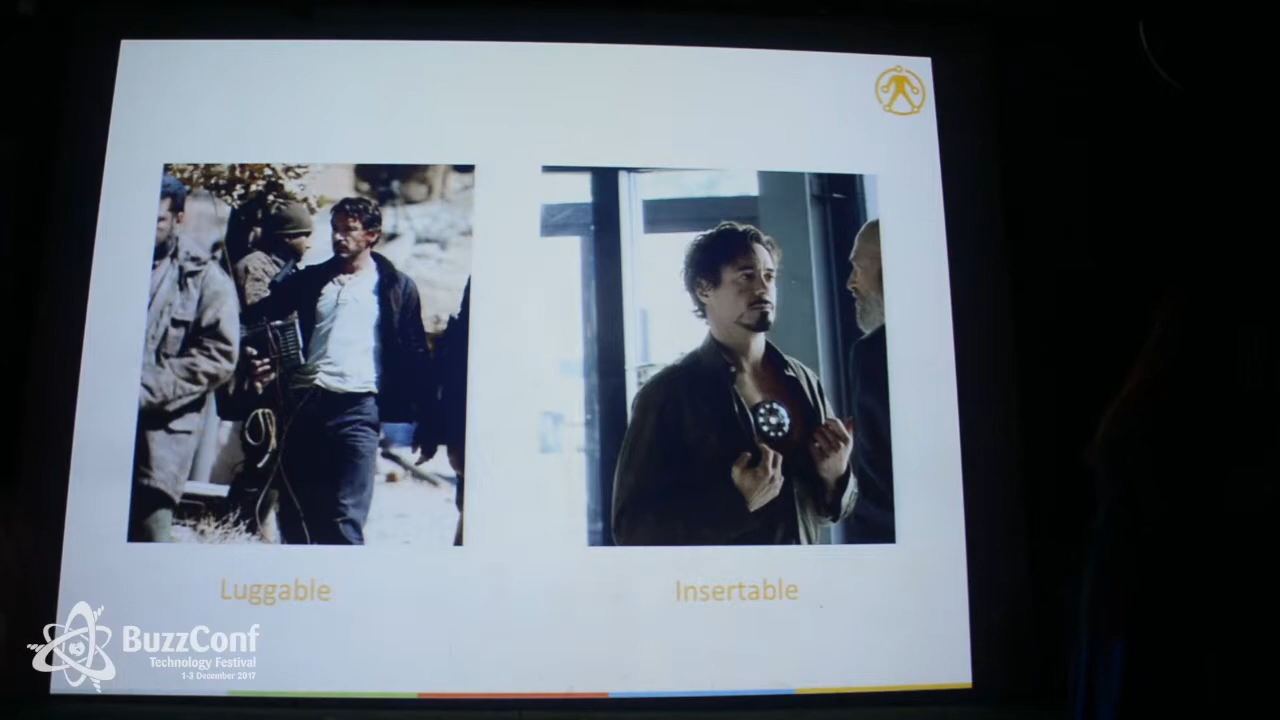 Luggable
Insertable
BuzzConf
Technology Festival
1-3 December 2017